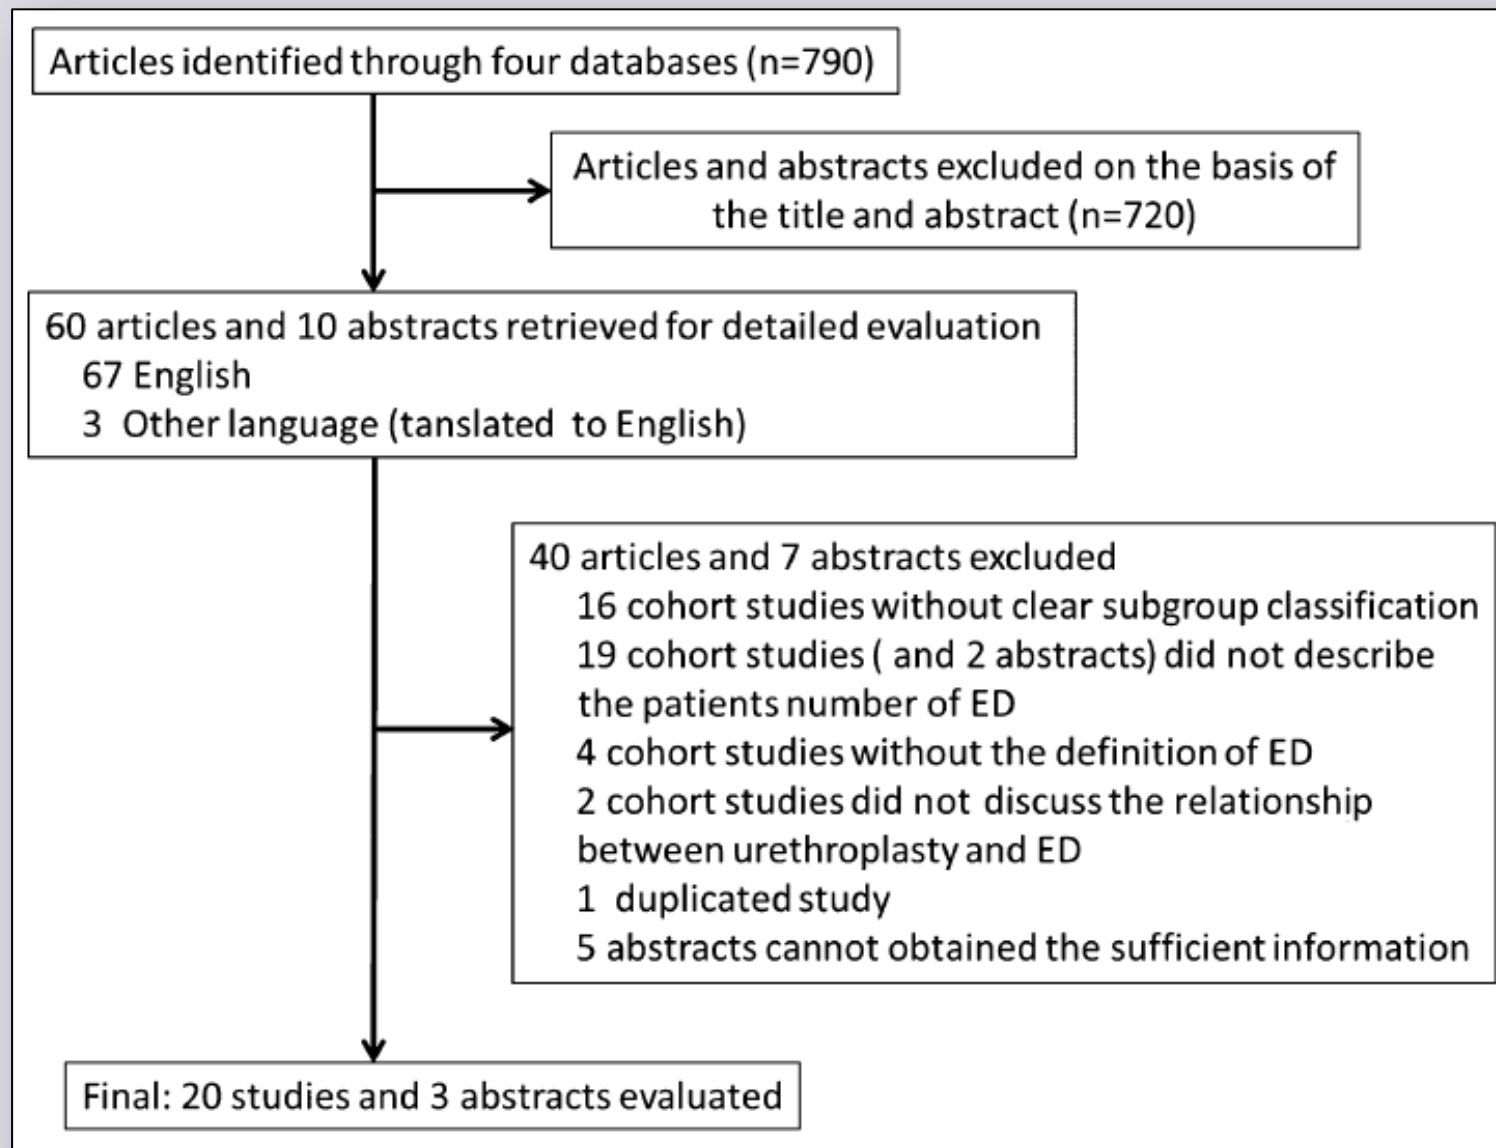 Articles identified through four databases (n=790)
Articles and abstracts excluded on the basis of
the title and abstract (n=720)
60 articles and 10 abstracts retrieved for detailed evaluation
67 English
3 Other language (tanslated to English)
40 articles and 7 abstracts excluded
16 cohort studies without clear subgroup classification
19 cohort studies ( and 2 abstracts) did not describe
the patients number of ED
4 cohort studies without the definition of ED
2 cohort studies did not discuss the relationship
between urethroplasty and ED
1 duplicated study
5 abstracts cannot obtained the sufficient information
Final: 20 studies and 3 abstracts evaluated